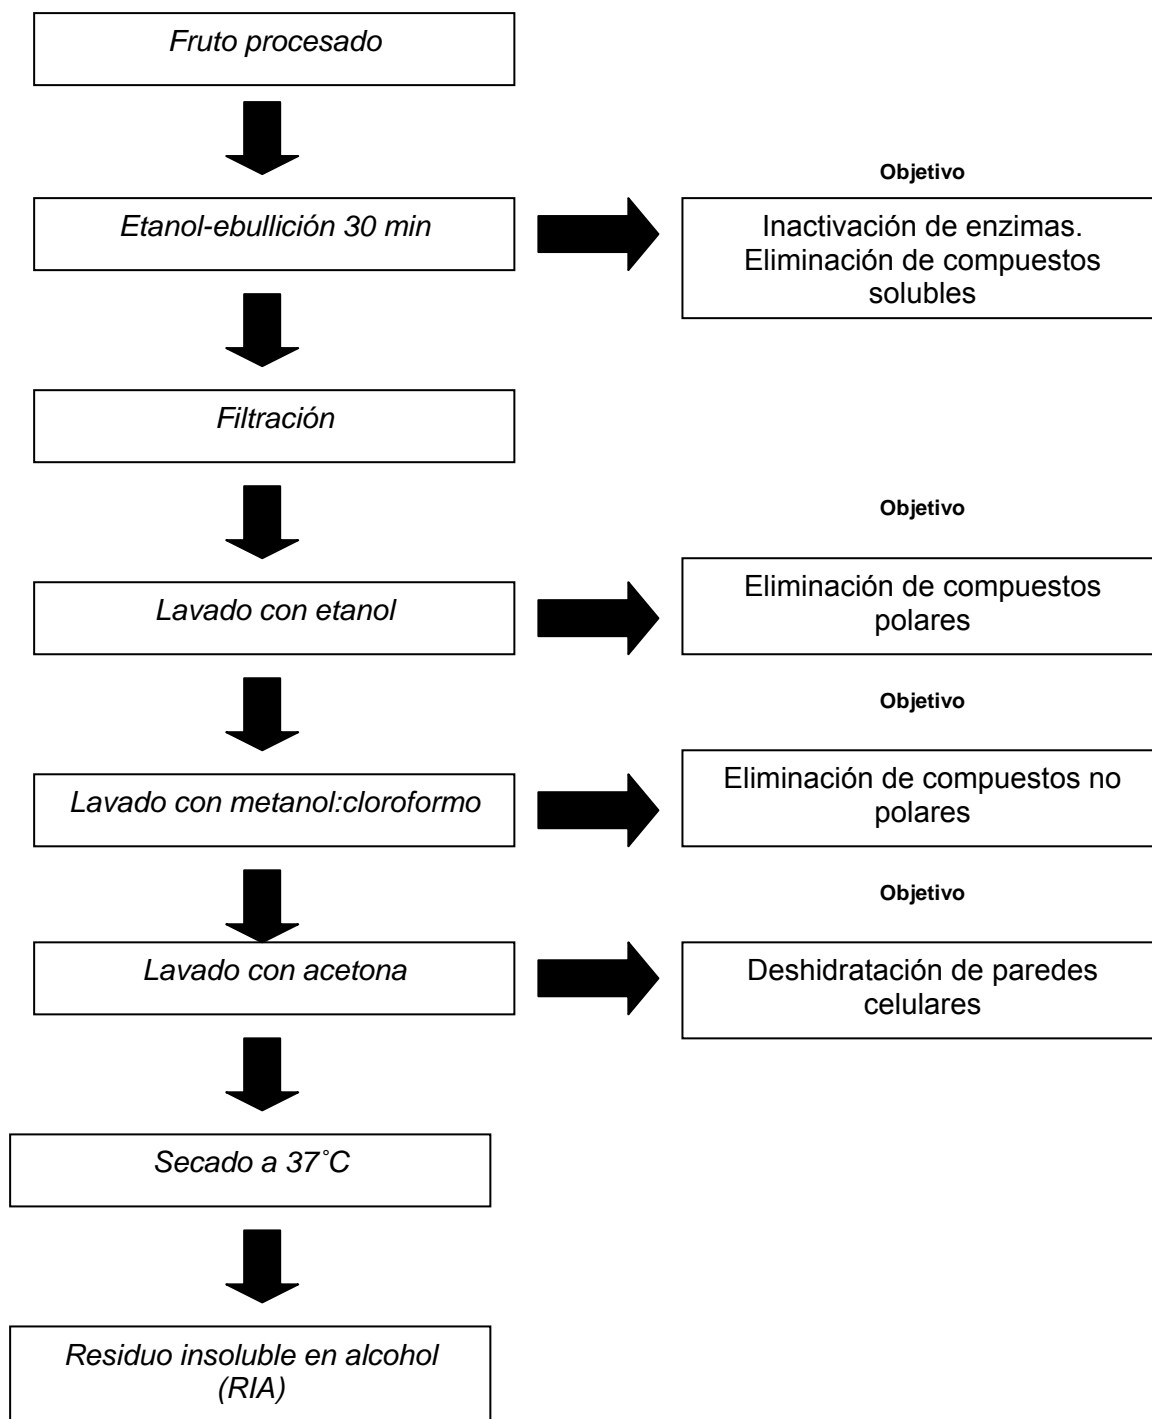 Fruto procesado
Objetivo
Etanol-ebullición 30 min
Inactivación de enzimas.
Eliminación de compuestos
solubles
Filtración
Objetivo
Lavado con etanol
Eliminación de compuestos
polares
Objetivo
Lavado con metanol:cloroformo
Eliminación de compuestos no
polares
Objetivo
Lavado con acetona
Deshidratación de paredes
celulares
Secado a 37˚C
Residuo insoluble en alcohol
(RIA)